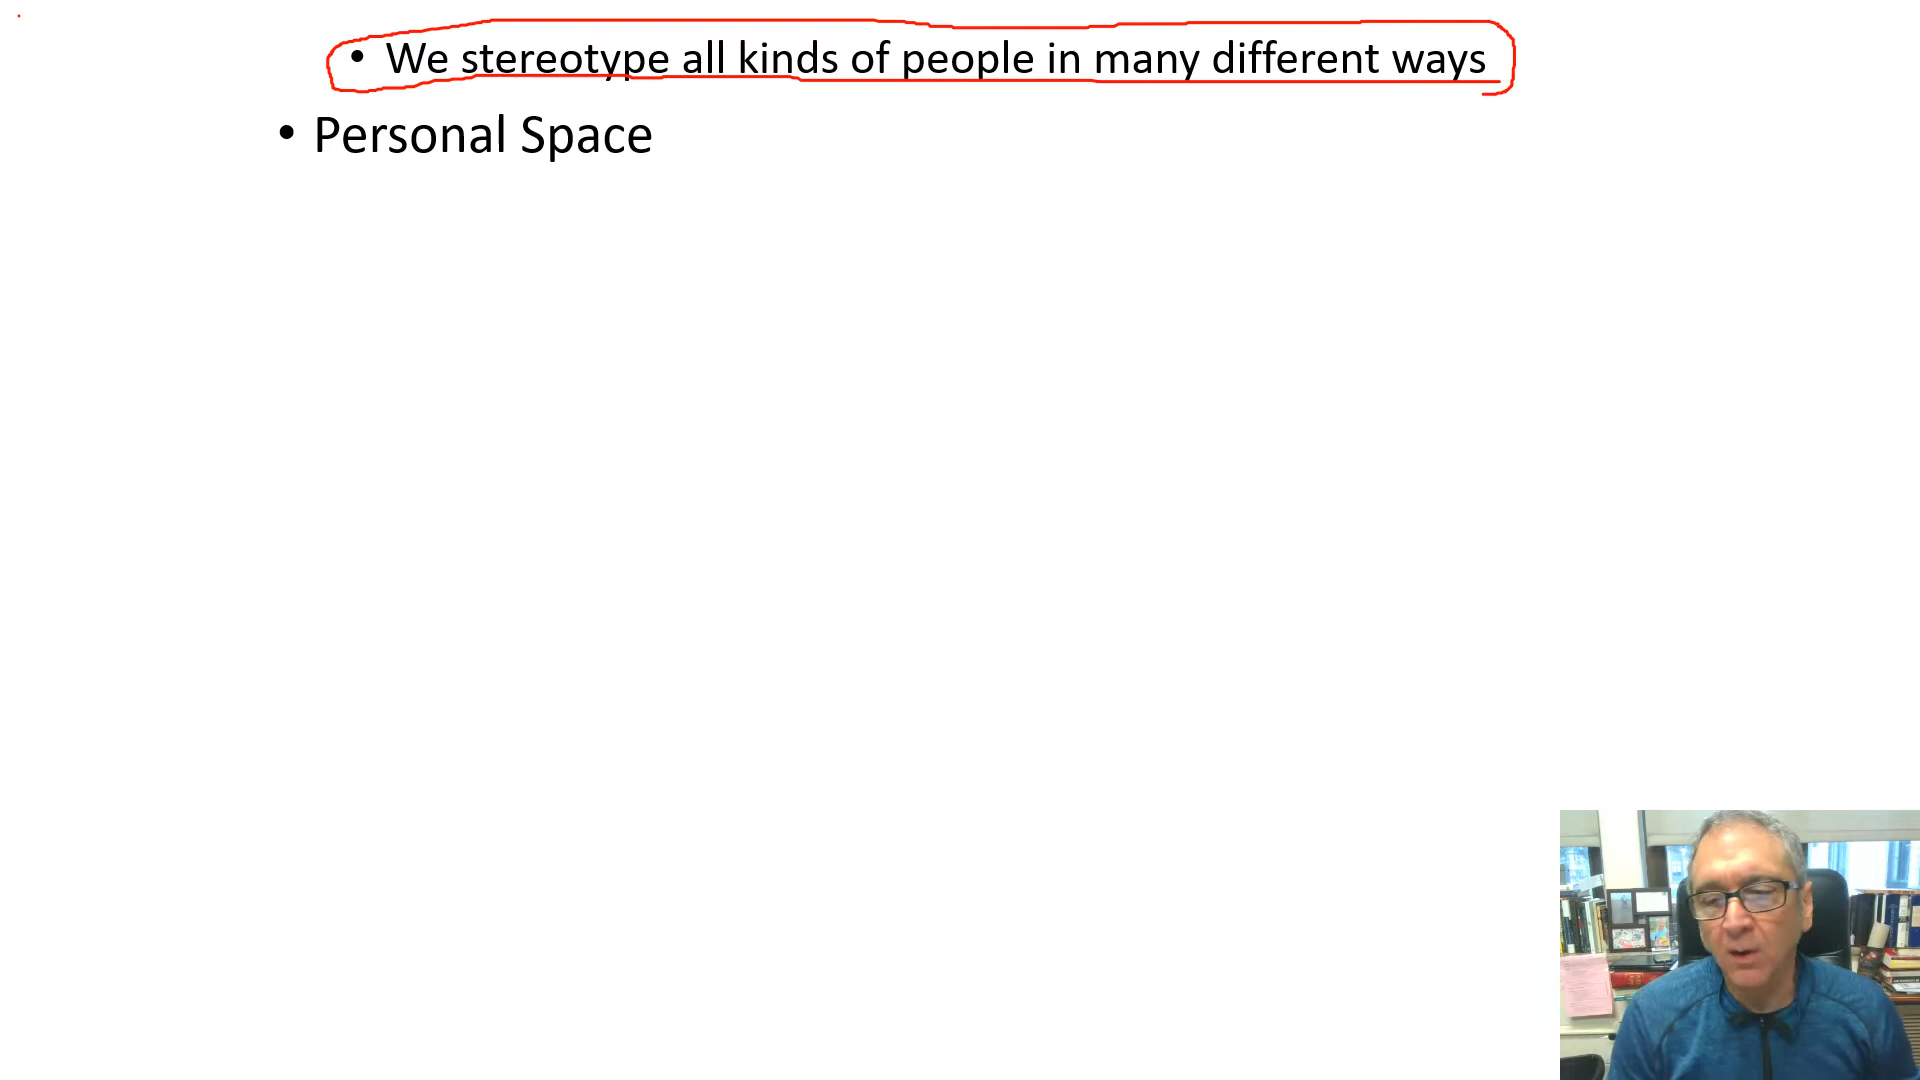 • We stereotype all kinds of people in many different ways
• Personal Space